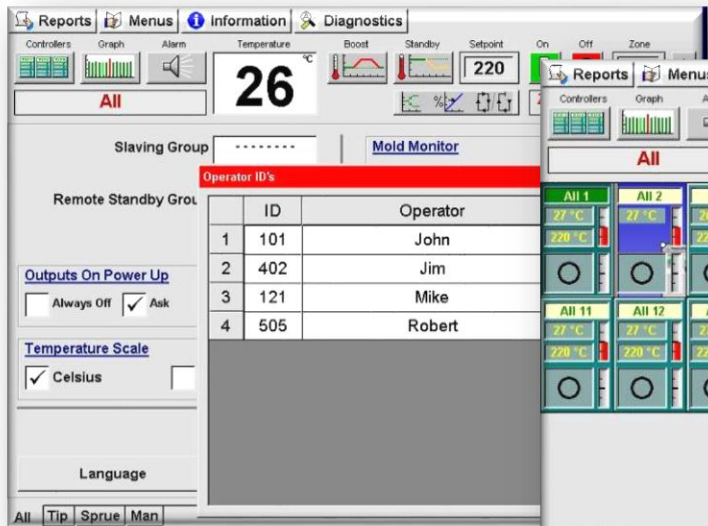 Reports Menus Information Diagnostics
Controllers Graph Alarm Temperature Boost Standby Setpoint On Off Zone
26 °C
220
All
%
Slaving Group --------
Mold Monitor
Remote Standby Grou
Outputs On Power Up
Always Off Ask
Temperature Scale
Celsius
Language
All Tip Sprue Man
Operator ID's
ID Operator
1 101 John
2 402 Jim
3 121 Mike
4 505 Robert
Reports Menus
Controllers Graph A
All
All 1 All 2
27 °C 27 °C
220 °C
All 11 All 12
27 °C 27 °C
220 °C 220 °C